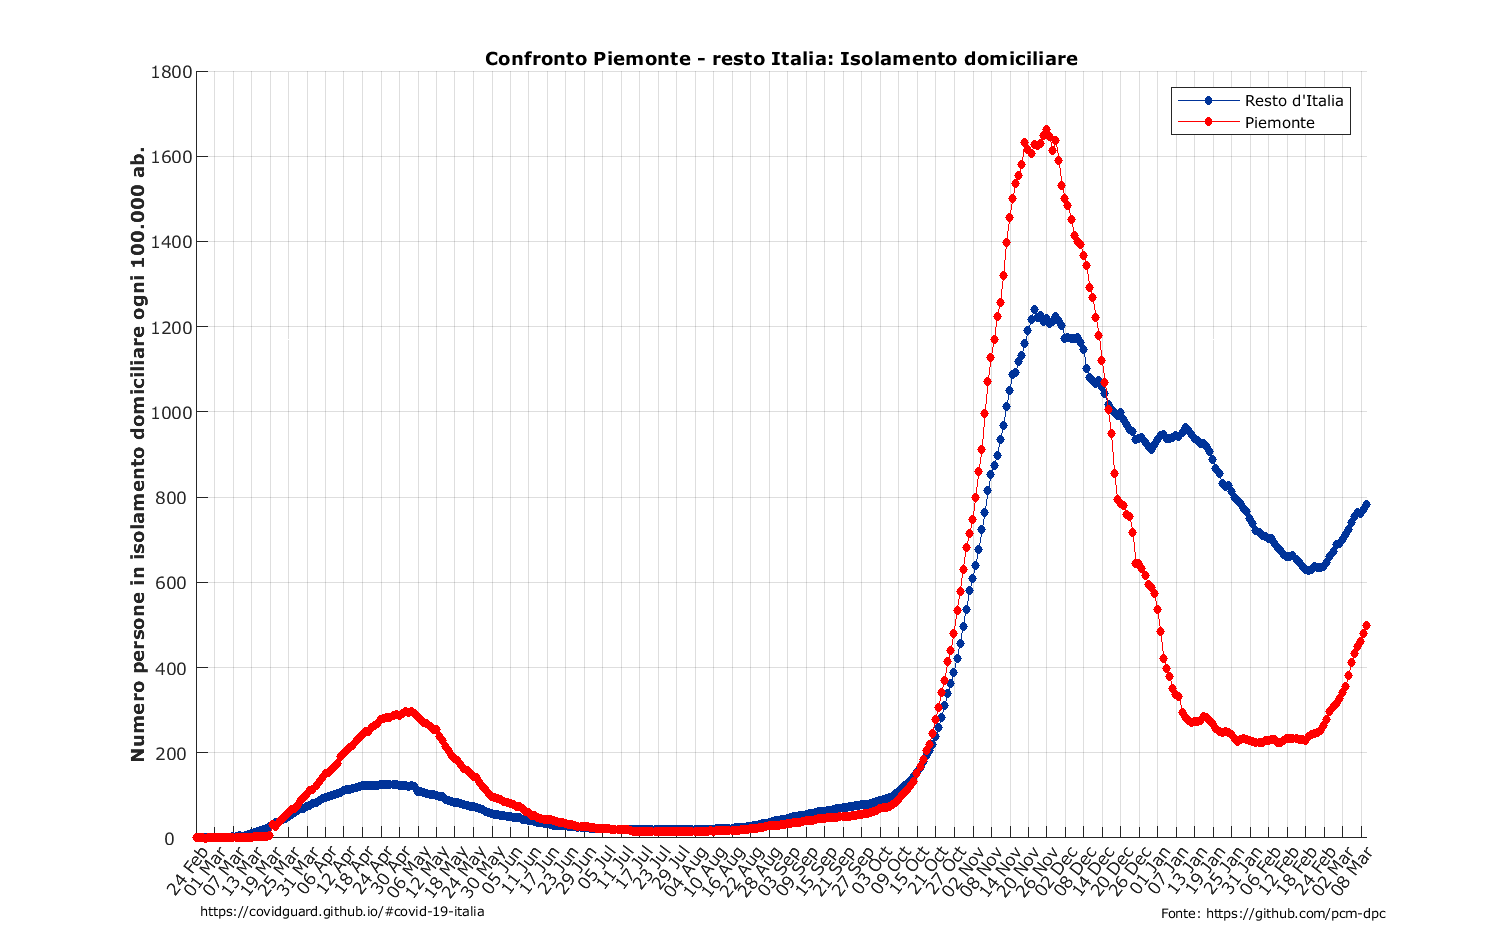 Confronto Piemonte - resto Italia: Isolamento domiciliare
Numero persone in isolamento domiciliare ogni 100.000 ab.
1800
1600
1400
1200
1000
800
600
400
200
0
Resto d'Italia
Piemonte
24 Feb
01 Mar
07 Mar
13 Mar
19 Mar
25 Mar
31 Mar
06 Apr
12 Apr
18 Apr
24 Apr
30 Apr
06 May
12 May
18 May
24 May
30 May
05 Jun
11 Jun
17 Jun
23 Jun
29 Jul
05 Jul
11 Jul
17 Jul
23 Jul
29 Jul
04 Aug
10 Aug
16 Aug
22 Aug
28 Aug
03 Sep
09 Sep
15 Sep
21 Sep
27 Sep
03 Oct
09 Oct
15 Oct
21 Oct
27 Oct
02 Nov
08 Nov
14 Nov
20 Nov
26 Nov
02 Dec
08 Dec
14 Dec
20 Dec
26 Dec
01 Jan
07 Jan
13 Jan
19 Jan
25 Jan
31 Jan
06 Feb
12 Feb
18 Feb
24 Feb
02 Mar
08 Mar
https://covidguard.github.io/#covid-19-italia
Fonte: https://github.com/pcm-dpc